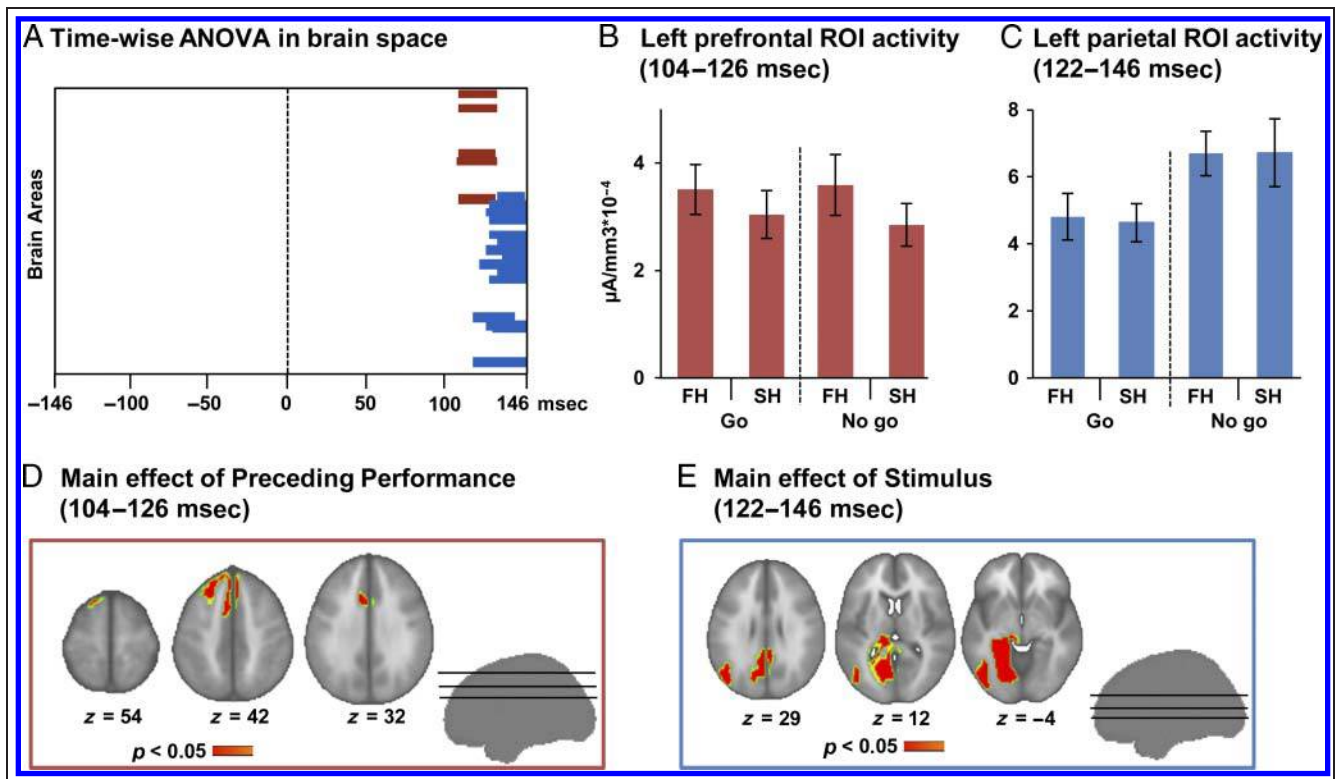 A Time-wise ANOVA in brain space
Brain Areas
–146 –100 –50 0 50 100 146 msec
B Left prefrontal ROI activity
(104–126 msec)
µA/mm3*10⁻⁴
4
2
0
FH SH FH SH
Go No go
C Left parietal ROI activity
(122–146 msec)
8
6
4
2
0
FH SH FH SH
Go No go
D Main effect of Preceding Performance
(104–126 msec)
z = 54 z = 42 z = 32
p < 0.05
E Main effect of Stimulus
(122–146 msec)
z = 29 z = 12 z = -4
p < 0.05